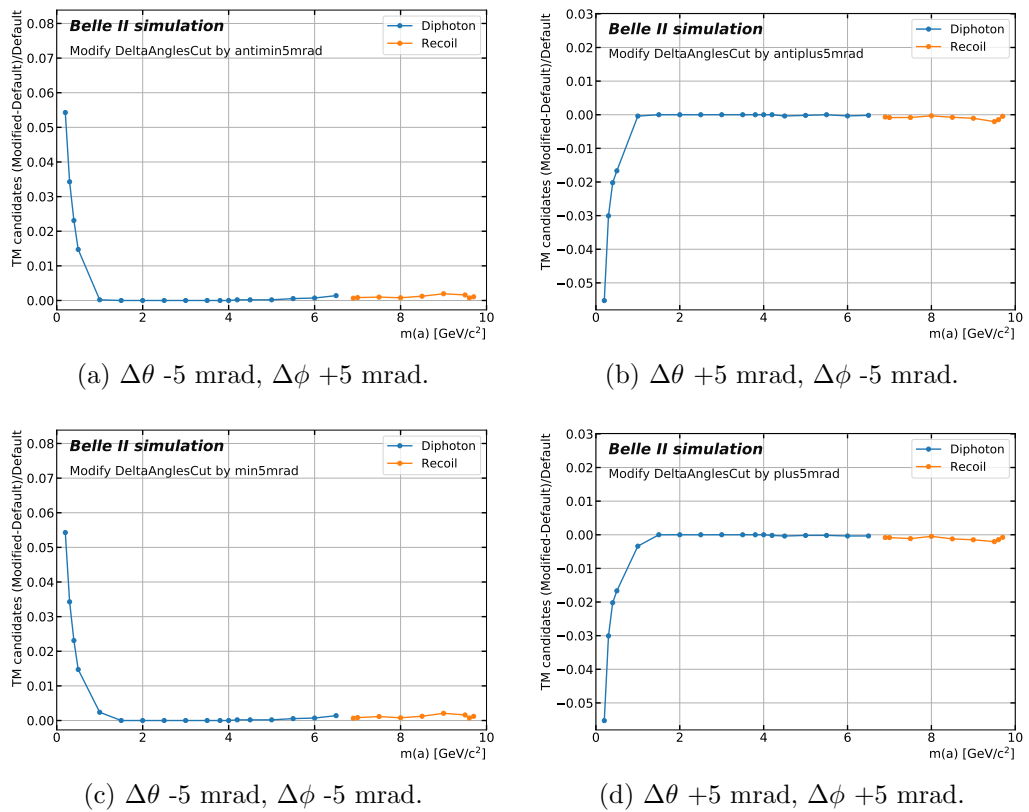 Belle II simulation
Modify DeltaAnglesCut by antimin5mrad
Diphoton
Recoil
TM candidates (Modified-Default)/Default
0.08
0.07
0.06
0.05
0.04
0.03
0.02
0.01
0.00
0 2 4 6 8 10
m(a) [GeV/c²]
(a) Δθ -5 mrad, Δϕ +5 mrad.
Belle II simulation
Modify DeltaAnglesCut by antiplus5mrad
Diphoton
Recoil
TM candidates (Modified-Default)/Default
0.03
0.02
0.01
0.00
−0.01
−0.02
−0.03
−0.04
−0.05
0 2 4 6 8 10
m(a) [GeV/c²]
(b) Δθ +5 mrad, Δϕ -5 mrad.
Belle II simulation
Modify DeltaAnglesCut by min5mrad
Diphoton
Recoil
TM candidates (Modified-Default)/Default
0.08
0.07
0.06
0.05
0.04
0.03
0.02
0.01
0.00
0 2 4 6 8 10
m(a) [GeV/c²]
(c) Δθ -5 mrad, Δϕ -5 mrad.
Belle II simulation
Modify DeltaAnglesCut by plus5mrad
Diphoton
Recoil
TM candidates (Modified-Default)/Default
0.03
0.02
0.01
0.00
−0.01
−0.02
−0.03
−0.04
−0.05
0 2 4 6 8 10
m(a) [GeV/c²]
(d) Δθ +5 mrad, Δϕ +5 mrad.